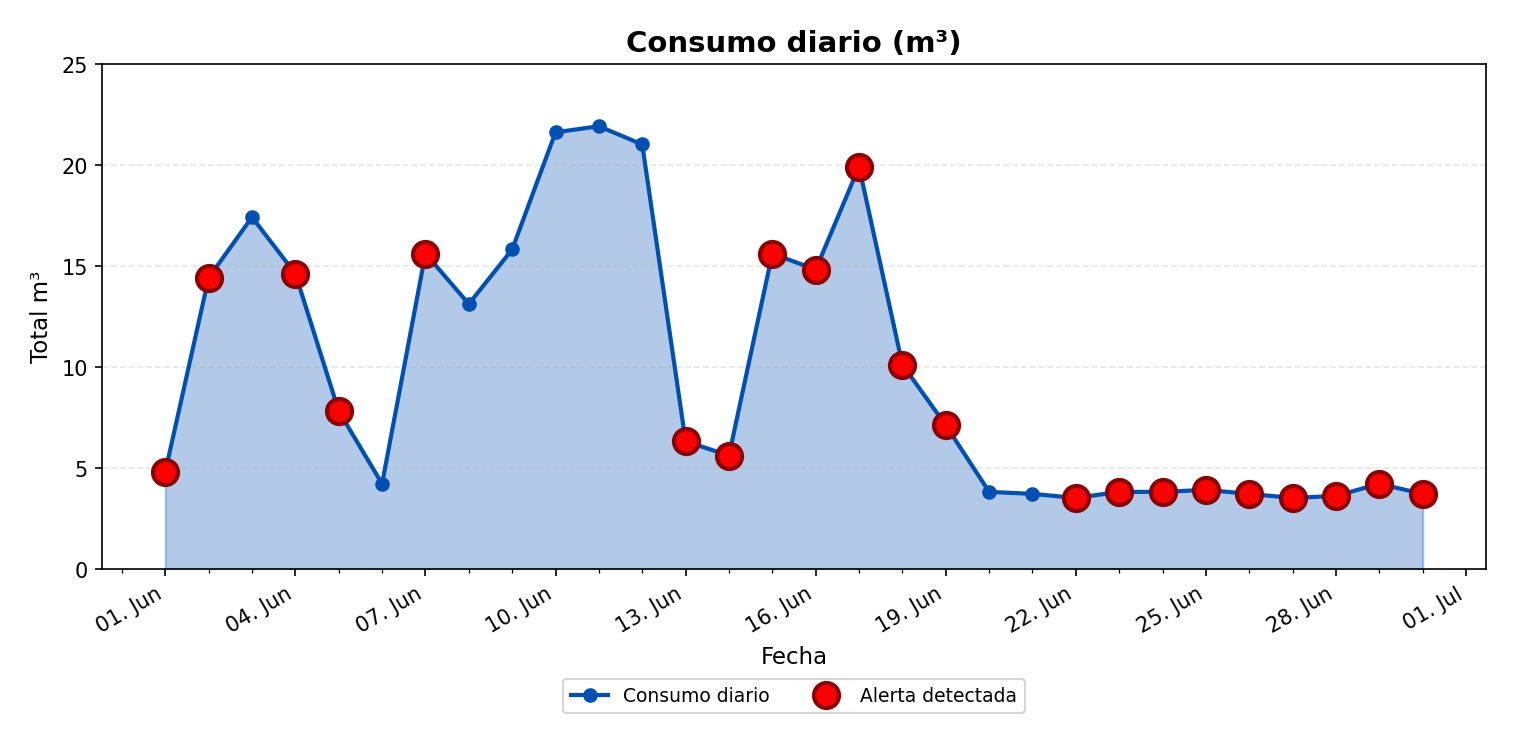 Consumo diario (m³)
25
20
15
10
5
0
Total m³
01. Jun
04. Jun
07. Jun
10. Jun
13. Jun
16. Jun
19. Jun
22. Jun
25. Jun
28. Jun
01. Jul
Fecha
Consumo diario
Alerta detectada